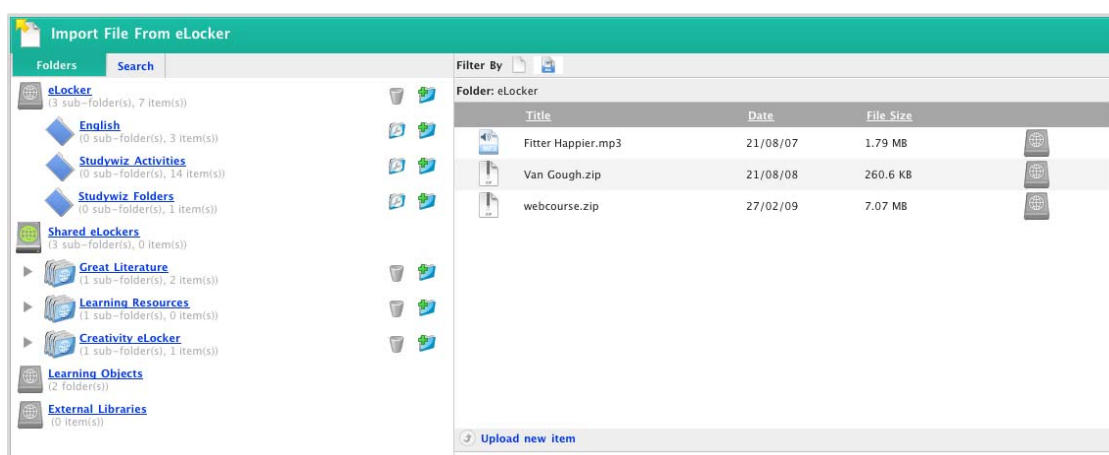 Import File From eLocker
Folders Search
eLocker
(3 sub-folder(s), 7 item(s))
English
(0 sub-folder(s), 3 item(s))
Studywiz Activities
(0 sub-folder(s), 14 item(s))
Studywiz Folders
(0 sub-folder(s), 1 item(s))
Shared eLockers
(3 sub-folder(s), 0 item(s))
Great Literature
(1 sub-folder(s), 2 item(s))
Learning Resources
(1 sub-folder(s), 0 item(s))
Creativity eLocker
(1 sub-folder(s), 1 item(s))
Learning Objects
(2 folder(s))
External Libraries
(0 item(s))
Filter By
Folder: eLocker
Title Date File Size
Fitter Happier.mp3 21/08/07 1.79 MB
Van Gough.zip 21/08/08 260.6 KB
webcourse.zip 27/02/09 7.07 MB
Upload new item